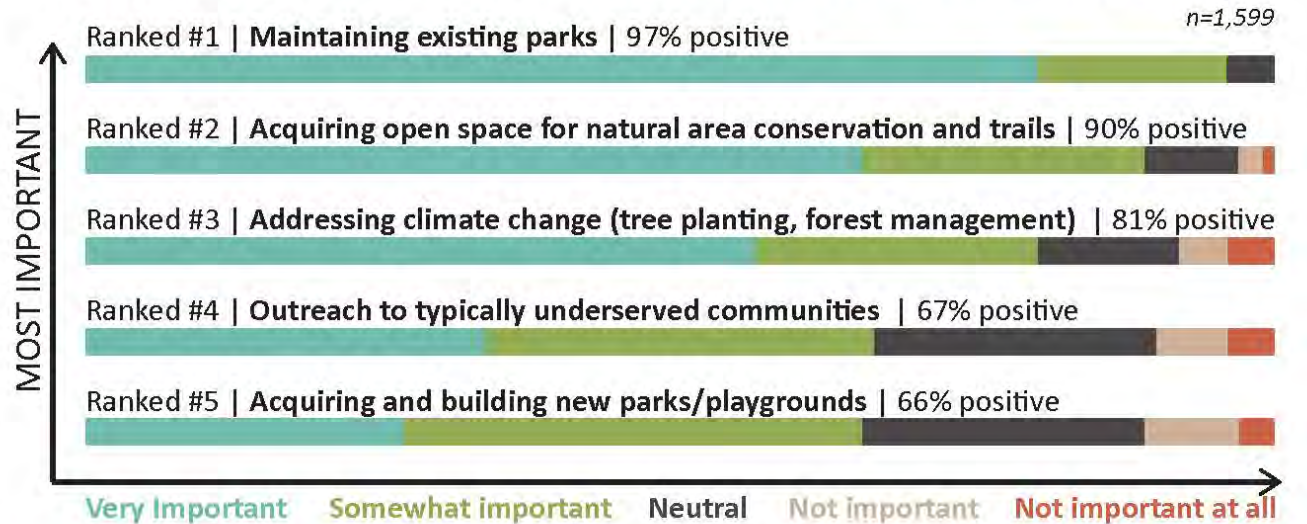 n=1,599
Ranked #1 | Maintaining existing parks | 97% positive
Ranked #2 | Acquiring open space for natural area conservation and trails | 90% positive
Ranked #3 | Addressing climate change (tree planting, forest management) | 81% positive
Ranked #4 | Outreach to typically underserved communities | 67% positive
Ranked #5 | Acquiring and building new parks/playgrounds | 66% positive
MOST IMPORTANT
Very Important Somewhat important Neutral Not important Not important at all